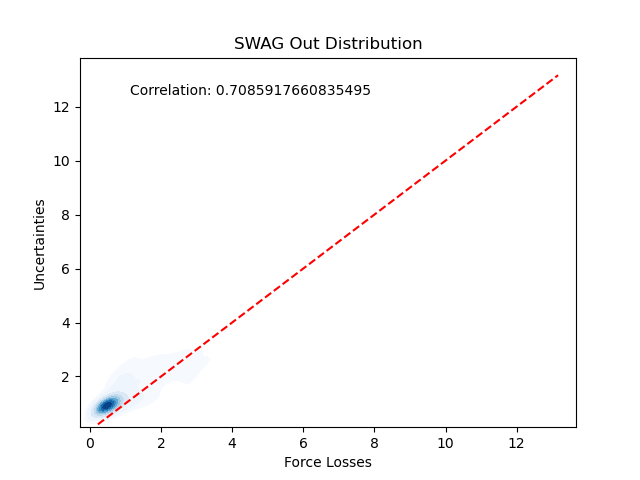 SWAG Out Distribution
Correlation: 0.7085917660835495
12
10
8
6
4
2
Uncertainties
0 2 4 6 8 10 12
Force Losses